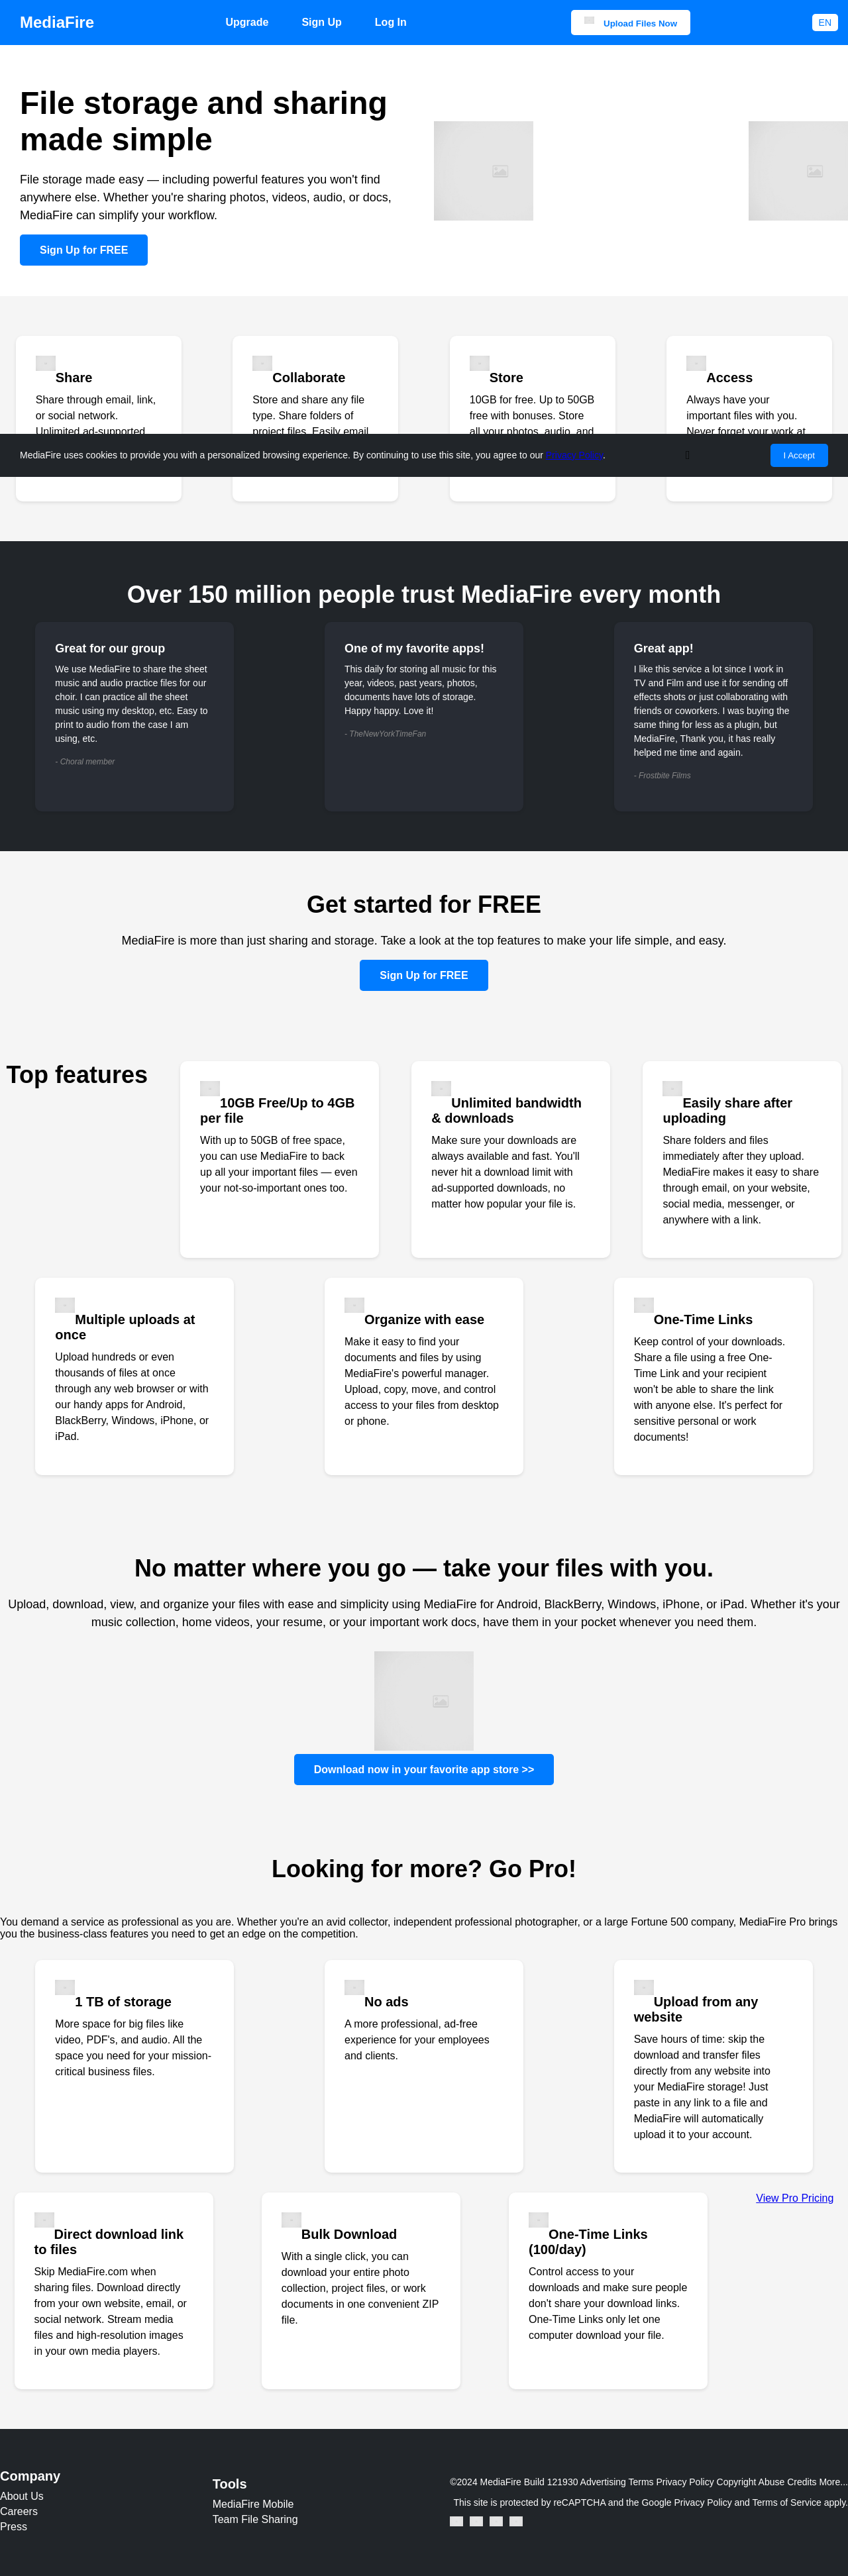 MediaFire
Upgrade
Sign Up
Log In
Upload Files Now
EN
File storage and sharing
made simple
File storage made easy — including powerful features you won't find
anywhere else. Whether you're sharing photos, videos, audio, or docs,
MediaFire can simplify your workflow.
Sign Up for FREE
Share
Share through email, link,
or social network.
Unlimited ad-supported
Collaborate
Store and share any file
type. Share folders of
project files. Easily email
Store
10GB for free. Up to 50GB
free with bonuses. Store
all your photos, audio, and
Access
Always have your
important files with you.
Never forget your work at
MediaFire uses cookies to provide you with a personalized browsing experience. By continuing to use this site, you agree to our Privacy Policy.
I Accept
Over 150 million people trust MediaFire every month
Great for our group
We use MediaFire to share the sheet
music and audio practice files for our
choir. I can practice all the sheet
music using my desktop, etc. Easy to
print to audio from the case I am
using, etc.
- Choral member
One of my favorite apps!
This daily for storing all music for this
year, videos, past years, photos,
documents have lots of storage.
Happy happy. Love it!
- TheNewYorkTimeFan
Great app!
I like this service a lot since I work in
TV and Film and use it for sending off
effects shots or just collaborating with
friends or coworkers. I was buying the
same thing for less as a plugin, but
MediaFire, Thank you, it has really
helped me time and again.
- Frostbite Films
Get started for FREE
MediaFire is more than just sharing and storage. Take a look at the top features to make your life simple, and easy.
Sign Up for FREE
Top features
10GB Free/Up to 4GB
per file
With up to 50GB of free space,
you can use MediaFire to back
up all your important files — even
your not-so-important ones too.
Unlimited bandwidth
& downloads
Make sure your downloads are
always available and fast. You'll
never hit a download limit with
ad-supported downloads, no
matter how popular your file is.
Easily share after
uploading
Share folders and files
immediately after they upload.
MediaFire makes it easy to share
through email, on your website,
social media, messenger, or
anywhere with a link.
Multiple uploads at
once
Upload hundreds or even
thousands of files at once
through any web browser or with
our handy apps for Android,
BlackBerry, Windows, iPhone, or
iPad.
Organize with ease
Make it easy to find your
documents and files by using
MediaFire's powerful manager.
Upload, copy, move, and control
access to your files from desktop
or phone.
One-Time Links
Keep control of your downloads.
Share a file using a free One-
Time Link and your recipient
won't be able to share the link
with anyone else. It's perfect for
sensitive personal or work
documents!
No matter where you go — take your files with you.
Upload, download, view, and organize your files with ease and simplicity using MediaFire for Android, BlackBerry, Windows, iPhone, or iPad. Whether it's your
music collection, home videos, your resume, or your important work docs, have them in your pocket whenever you need them.
Download now in your favorite app store >>
Looking for more? Go Pro!
You demand a service as professional as you are. Whether you're an avid collector, independent professional photographer, or a large Fortune 500 company, MediaFire Pro brings
you the business-class features you need to get an edge on the competition.
1 TB of storage
More space for big files like
video, PDF's, and audio. All the
space you need for your mission-
critical business files.
No ads
A more professional, ad-free
experience for your employees
and clients.
Upload from any
website
Save hours of time: skip the
download and transfer files
directly from any website into
your MediaFire storage! Just
paste in any link to a file and
MediaFire will automatically
upload it to your account.
Direct download link
to files
Skip MediaFire.com when
sharing files. Download directly
from your own website, email, or
social network. Stream media
files and high-resolution images
in your own media players.
Bulk Download
With a single click, you can
download your entire photo
collection, project files, or work
documents in one convenient ZIP
file.
One-Time Links
(100/day)
Control access to your
downloads and make sure people
don't share your download links.
One-Time Links only let one
computer download your file.
View Pro Pricing
Company
About Us
Careers
Press
Tools
MediaFire Mobile
Team File Sharing
©2024 MediaFire Build 121930 Advertising Terms Privacy Policy Copyright Abuse Credits More...
This site is protected by reCAPTCHA and the Google Privacy Policy and Terms of Service apply.